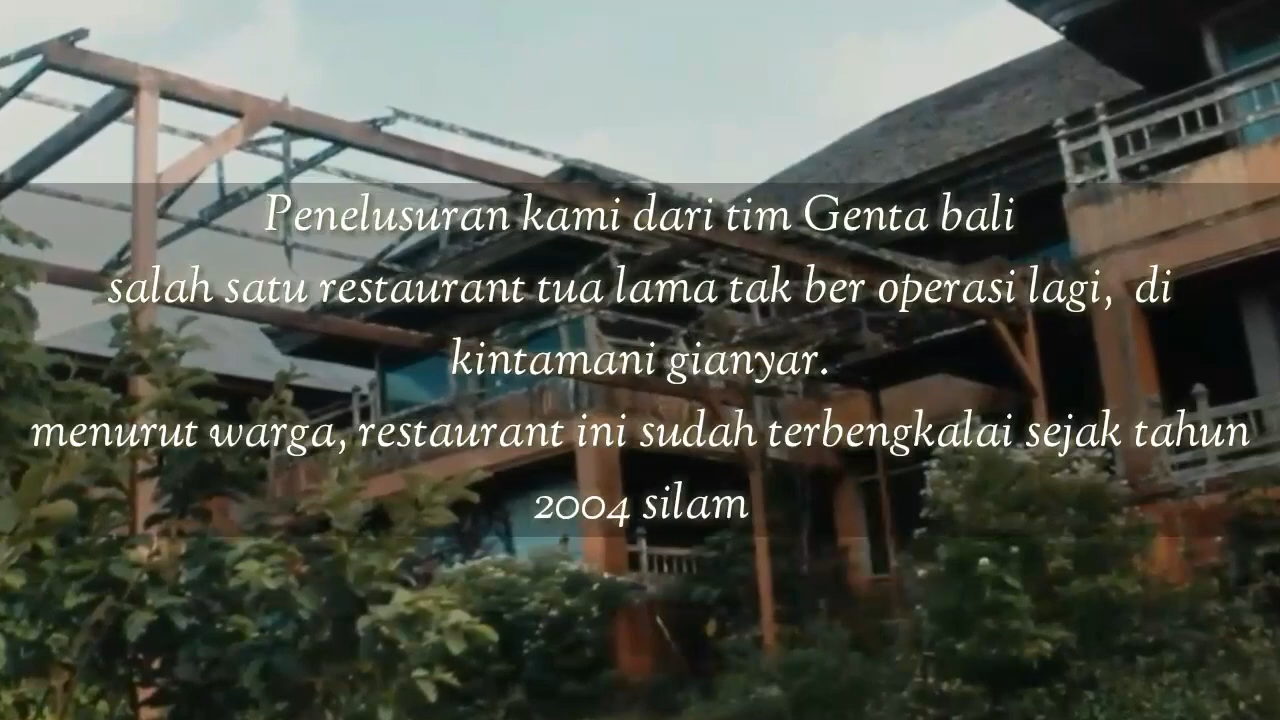 Penelusuran kami dari tim Genta bali
salah satu restaurant tua lama tak ber operasi lagi, di
kintamani gianyar.
menurut warga, restaurant ini sudah terbengkalai sejak tahun
2004 silam